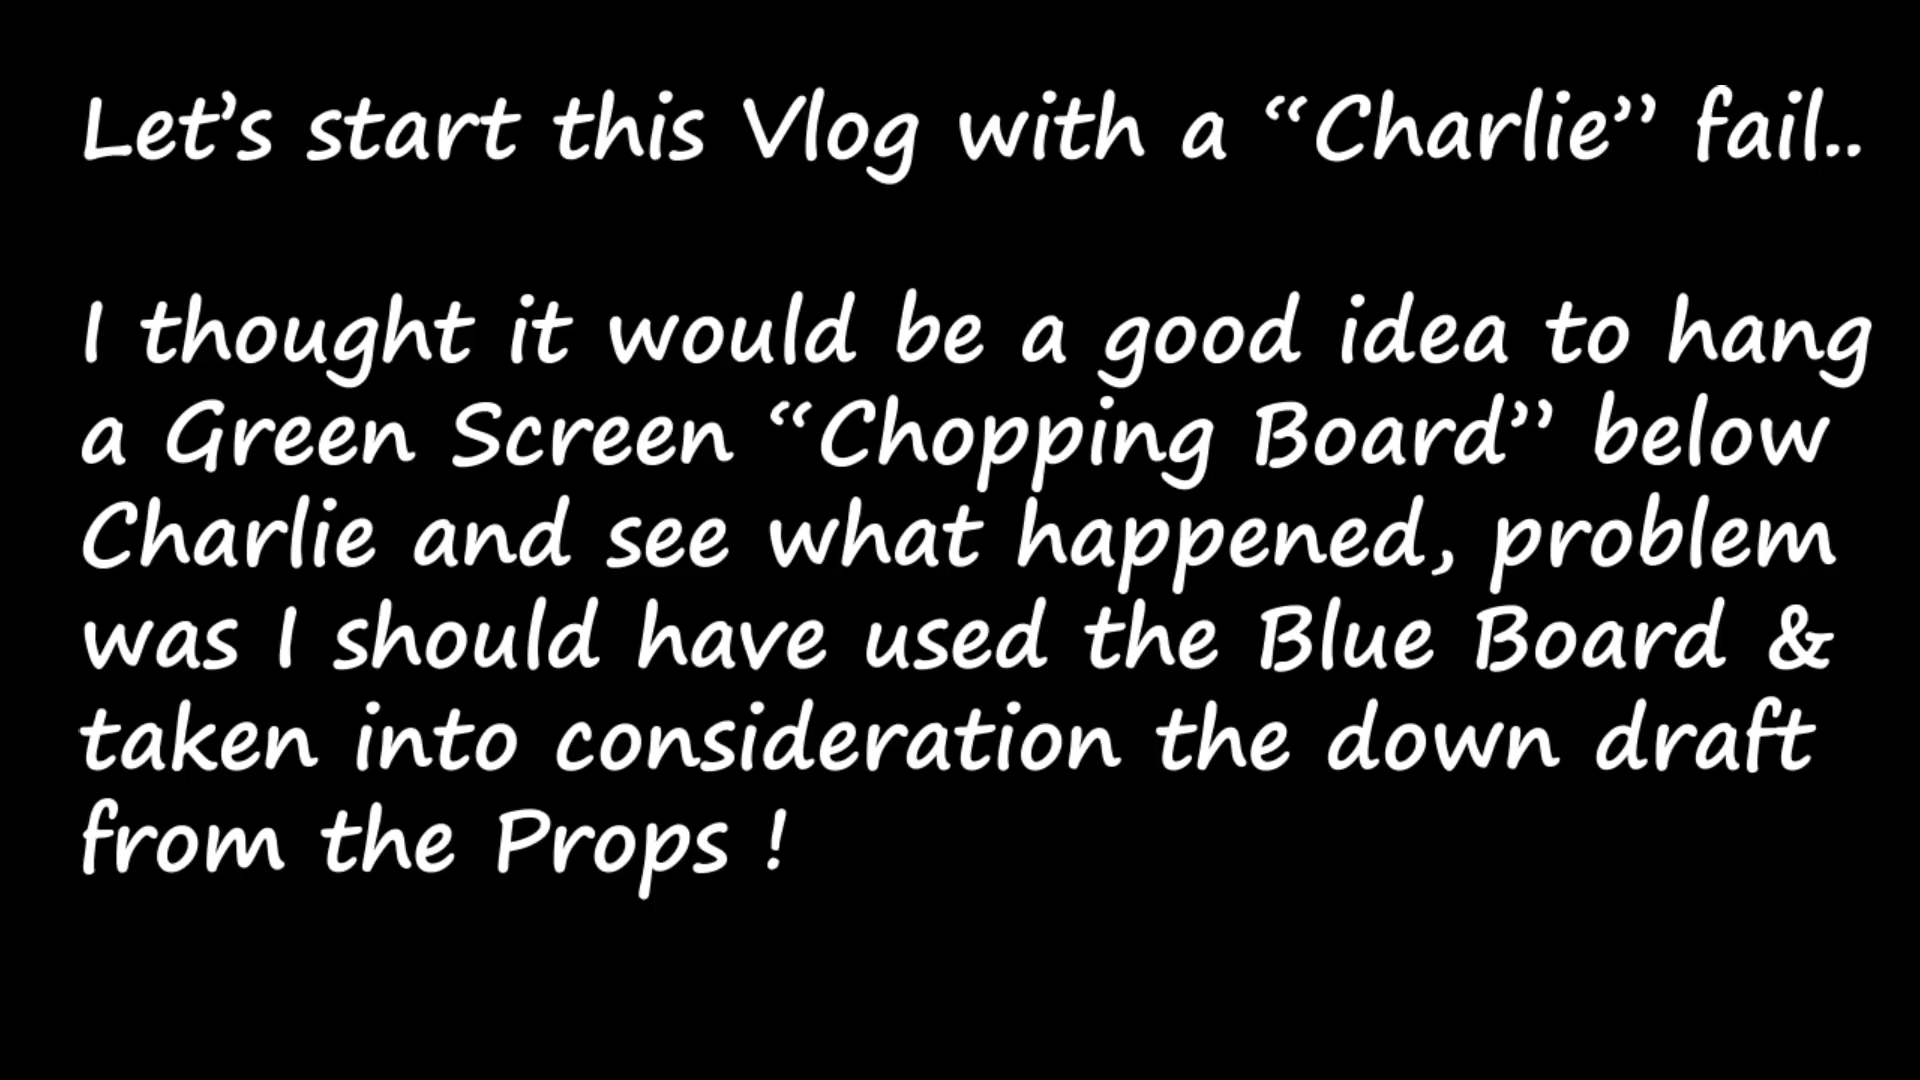 Let’s start this Vlog with a “Charlie” fail..
I thought it would be a good idea to hang
a Green Screen “Chopping Board” below
Charlie and see what happened, problem
was I should have used the Blue Board &
taken into consideration the down draft
from the Props !